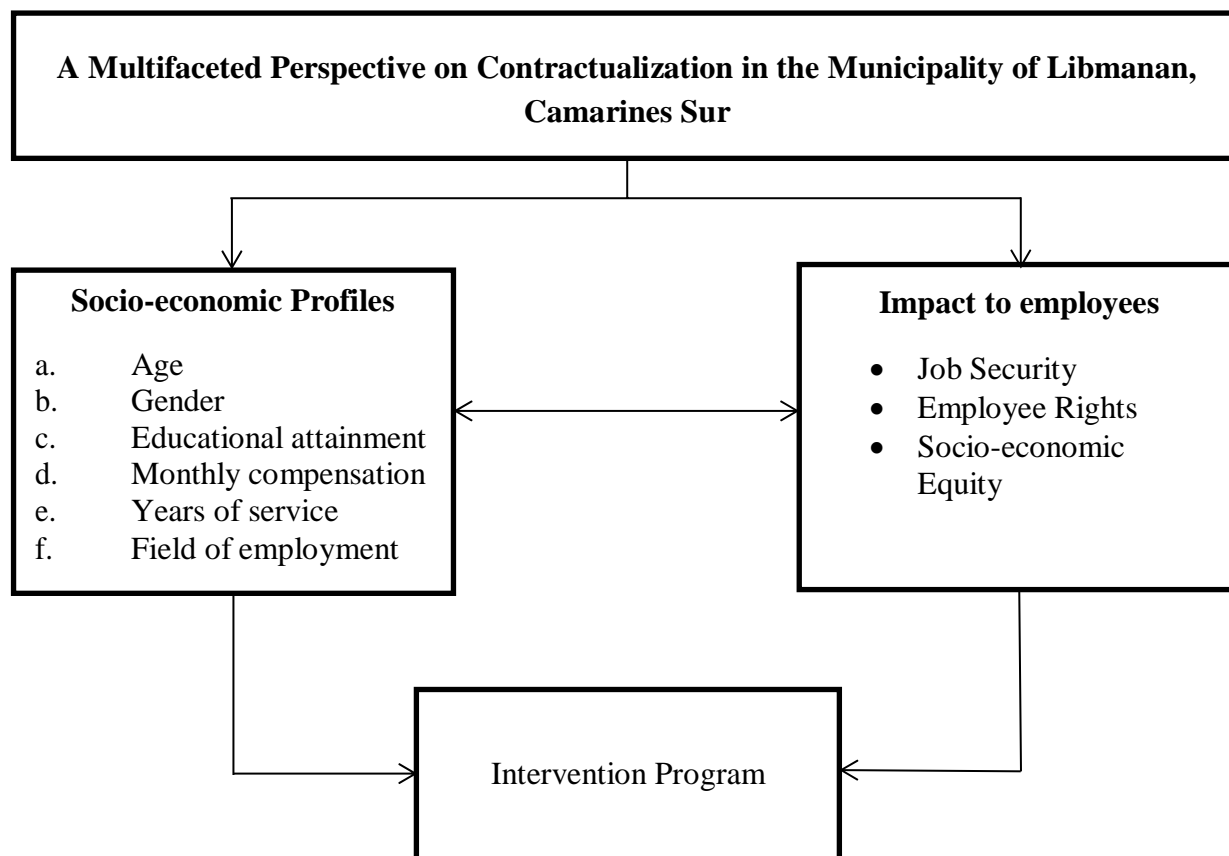 A Multifaceted Perspective on Contractualization in the Municipality of Libmanan,
Camarines Sur
Socio-economic Profiles
a. Age
b. Gender
c. Educational attainment
d. Monthly compensation
e. Years of service
f. Field of employment
Impact to employees
• Job Security
• Employee Rights
• Socio-economic
Equity
Intervention Program